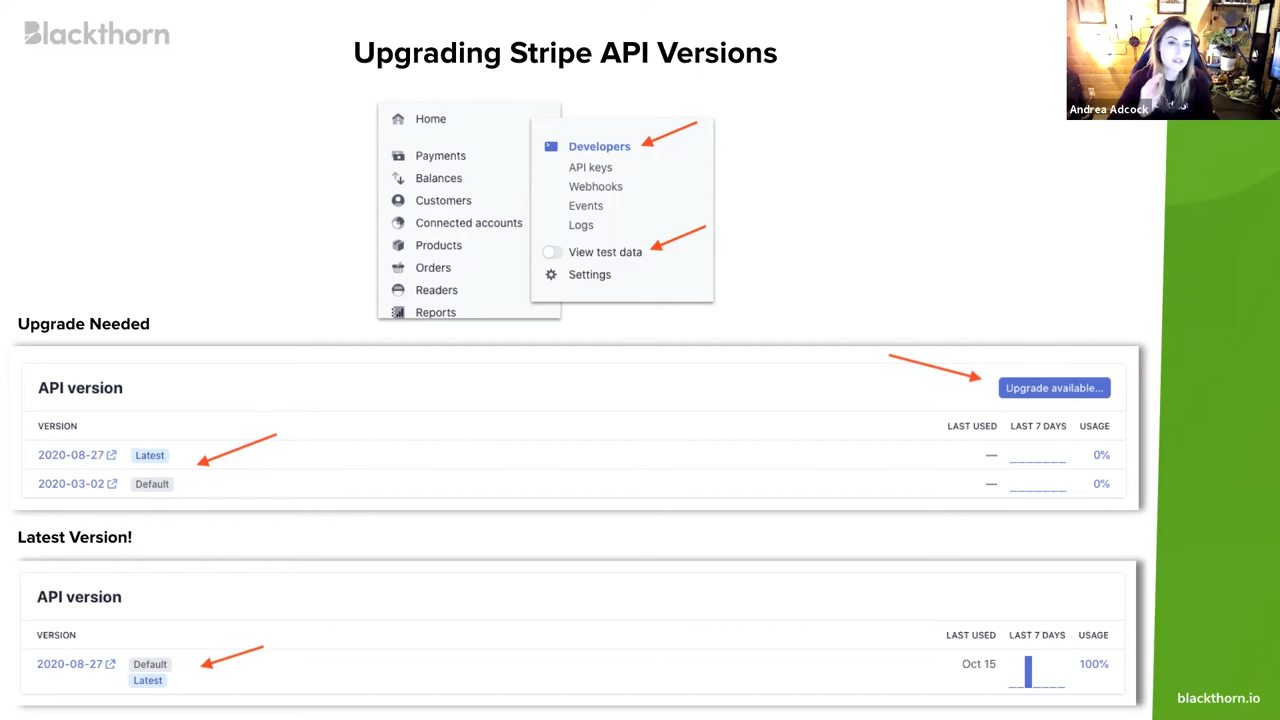 Blackthorn
Upgrading Stripe API Versions
Andrea Adcock
Home
Payments
Balances
Customers
Connected accounts
Products
Orders
Readers
Reports
Developers
API keys
Webhooks
Events
Logs
View test data
Settings
Upgrade Needed
API version
Upgrade available...
VERSION LAST USED LAST 7 DAYS USAGE
2020-08-27 Latest — 0%
2020-03-02 Default — 0%
Latest Version!
API version
VERSION LAST USED LAST 7 DAYS USAGE
2020-08-27 Default Oct 15 100%
Latest
blackthorn.io